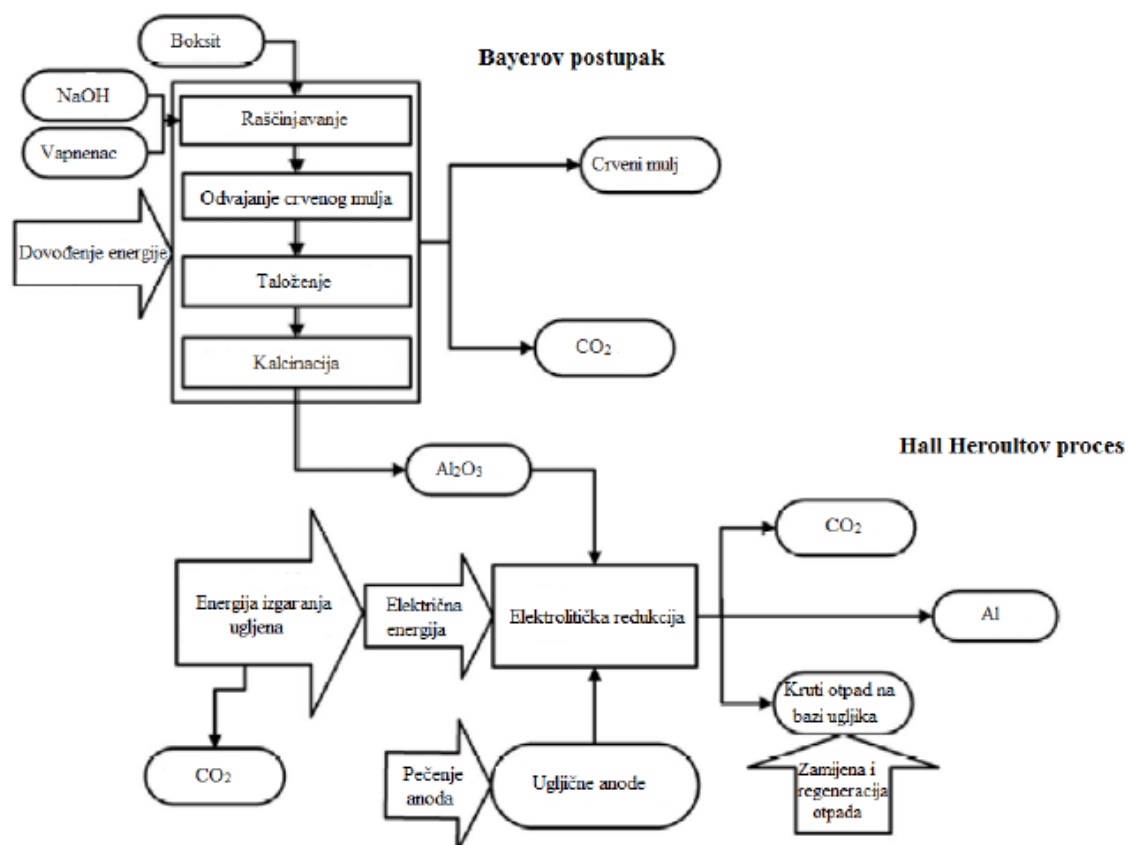 Boksit
Bayerov postupak
NaOH
Raščinjavanje
Vapnenac
Crveni mulj
Odvajanje crvenog mulja
Dovođenje energije
Taloženje
CO₂
Kalcinacija
Hall Heroultov proces
Al₂O₃
CO₂
Energija izgaranja
ugljena
Električna
energija
Elektrolitička redukcija
Al
Kruti otpad na
bazi ugljika
CO₂
Pečenje
anoda
Ugljične anode
Zamijena i
regeneracija
otpada